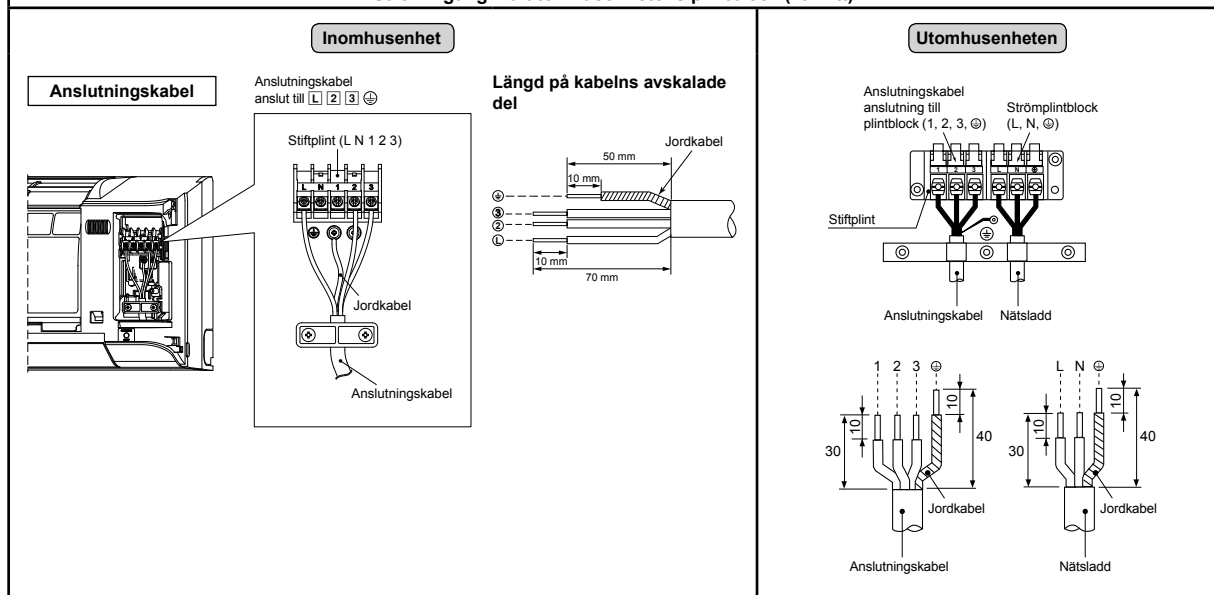 Inomhusenhet
Anslutningskabel
Anslutningskabel
anslut till L 2 3 ⏚
Stiftplint (L N 1 2 3)
L N 1 2 3
Jordkabel
Anslutningskabel
Längd på kabelns avskalade
del
Jordkabel
50 mm
10 mm
⏚
③
②
Ⓛ
10 mm
70 mm
Utomhusenheten
Anslutningskabel
anslutning till
plintblock (1, 2, 3, ⏚)
Strömplintblock
(L, N, ⏚)
1 2 3 L N ⏚
Stiftplint
⏚
Anslutningskabel
Nätsladd
1 2 3 ⏚
10
10
30
40
Jordkabel
Anslutningskabel
L N ⏚
10
10
30
40
Jordkabel
Nätsladd